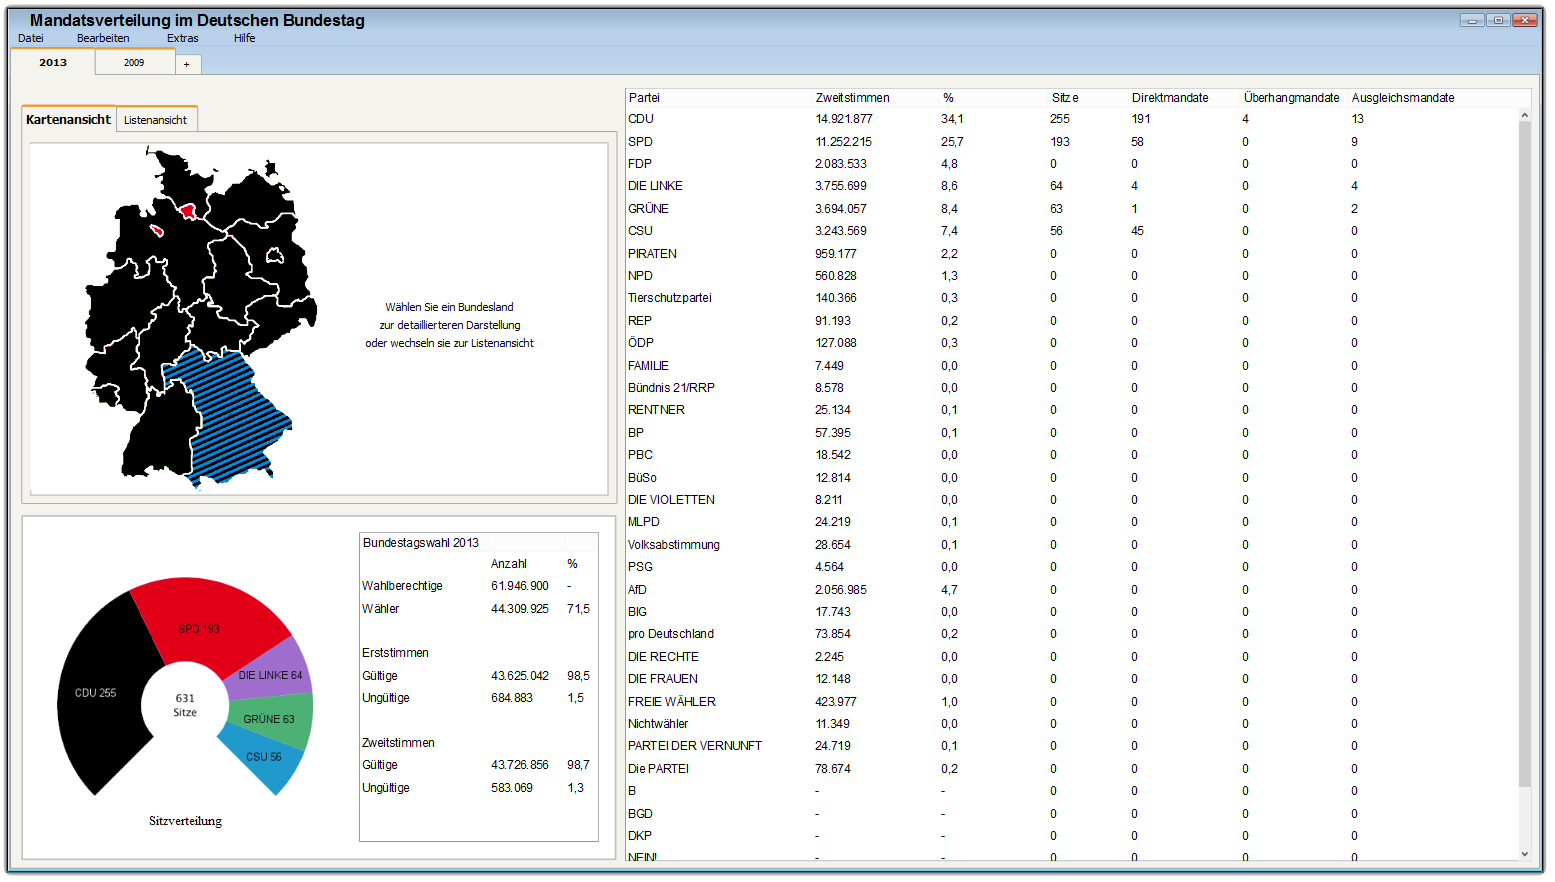 Mandatsverteilung im Deutschen Bundestag
Datei Bearbeiten Extras Hilfe
2013 2009 +
Kartenansicht Listenansicht
Wählen Sie ein Bundesland
zur detaillierteren Darstellung
oder wechseln sie zur Listenansicht
CDU 255
SPD 193
DIE LINKE 64
GRÜNE 63
CSU 56
631
Sitze
Sitzverteilung
Bundestagswahl 2013
Anzahl %
Wahlberechtige 61.946.900 -
Wähler 44.309.925 71,5
Erststimmen
Gültige 43.625.042 98,5
Ungültige 684.883 1,5
Zweitstimmen
Gültige 43.726.856 98,7
Ungültige 583.069 1,3
Partei Zweitstimmen % Sitze Direktmandate Überhangmandate Ausgleichsmandate
CDU 14.921.877 34,1 255 191 4 13
SPD 11.252.215 25,7 193 58 0 9
FDP 2.083.533 4,8 0 0 0 0
DIE LINKE 3.755.699 8,6 64 4 0 4
GRÜNE 3.694.057 8,4 63 1 0 2
CSU 3.243.569 7,4 56 45 0 0
PIRATEN 959.177 2,2 0 0 0 0
NPD 560.828 1,3 0 0 0 0
Tierschutzpartei 140.366 0,3 0 0 0 0
REP 91.193 0,2 0 0 0 0
ÖDP 127.088 0,3 0 0 0 0
FAMILIE 7.449 0,0 0 0 0 0
Bündnis 21/RRP 8.578 0,0 0 0 0 0
RENTNER 25.134 0,1 0 0 0 0
BP 57.395 0,1 0 0 0 0
PBC 18.542 0,0 0 0 0 0
BüSo 12.814 0,0 0 0 0 0
DIE VIOLETTEN 8.211 0,0 0 0 0 0
MLPD 24.219 0,1 0 0 0 0
Volksabstimmung 28.654 0,1 0 0 0 0
PSG 4.564 0,0 0 0 0 0
AfD 2.056.985 4,7 0 0 0 0
BIG 17.743 0,0 0 0 0 0
pro Deutschland 73.854 0,2 0 0 0 0
DIE RECHTE 2.245 0,0 0 0 0 0
DIE FRAUEN 12.148 0,0 0 0 0 0
FREIE WÄHLER 423.977 1,0 0 0 0 0
Nichtwähler 11.349 0,0 0 0 0 0
PARTEI DER VERNUNFT 24.719 0,1 0 0 0 0
Die PARTEI 78.674 0,2 0 0 0 0
B - - 0 0 0 0
BGD - - 0 0 0 0
DKP - - 0 0 0 0
NEIN! - - 0 0 0 0